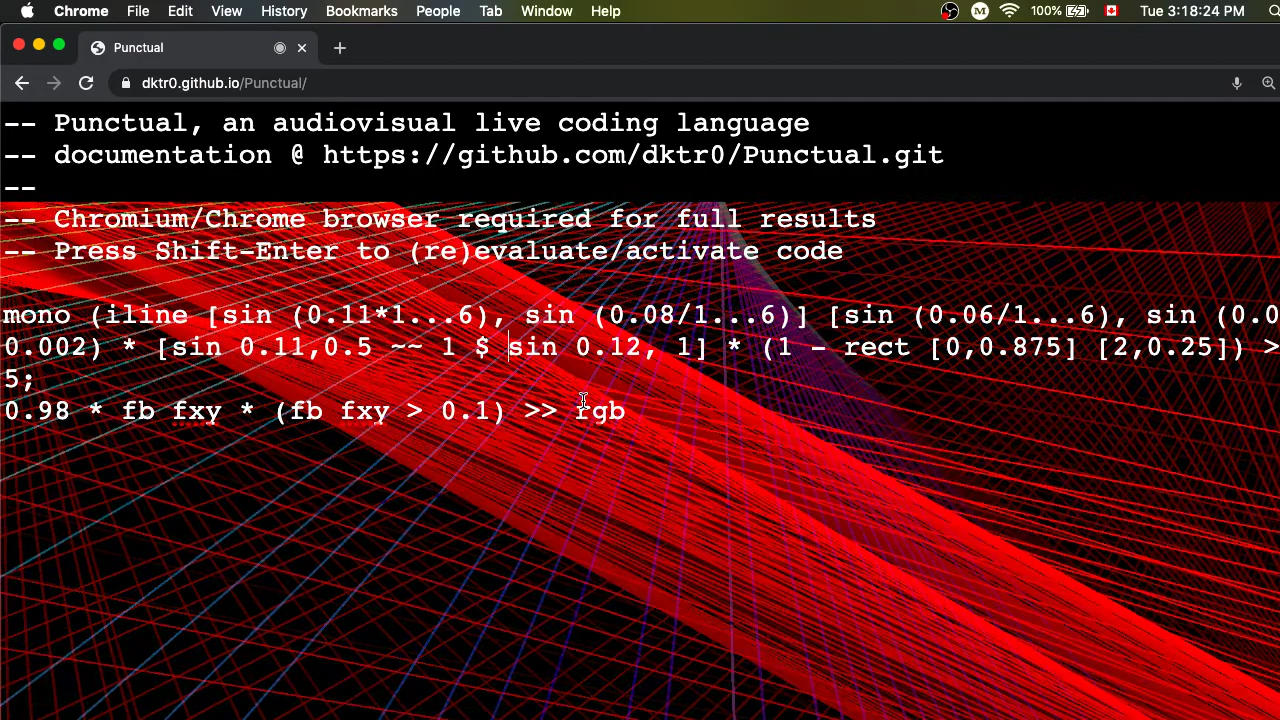 Chrome File Edit View History Bookmarks People Tab Window Help M 100% Tue 3:18:24 PM
Punctual
dktr0.github.io/Punctual/
-- Punctual, an audiovisual live coding language
-- documentation @ https://github.com/dktr0/Punctual.git
--
-- Chromium/Chrome browser required for full results
-- Press Shift-Enter to (re)evaluate/activate code
mono (iline [sin (0.11*1...6), sin (0.08/1...6)] [sin (0.06/1...6), sin (0.0
0.002) * [sin 0.11,0.5 ~~ 1 $ sin 0.12, 1] * (1 - rect [0,0.875] [2,0.25]) >
5;
0.98 * fb fxy * (fb fxy > 0.1) >> rgb